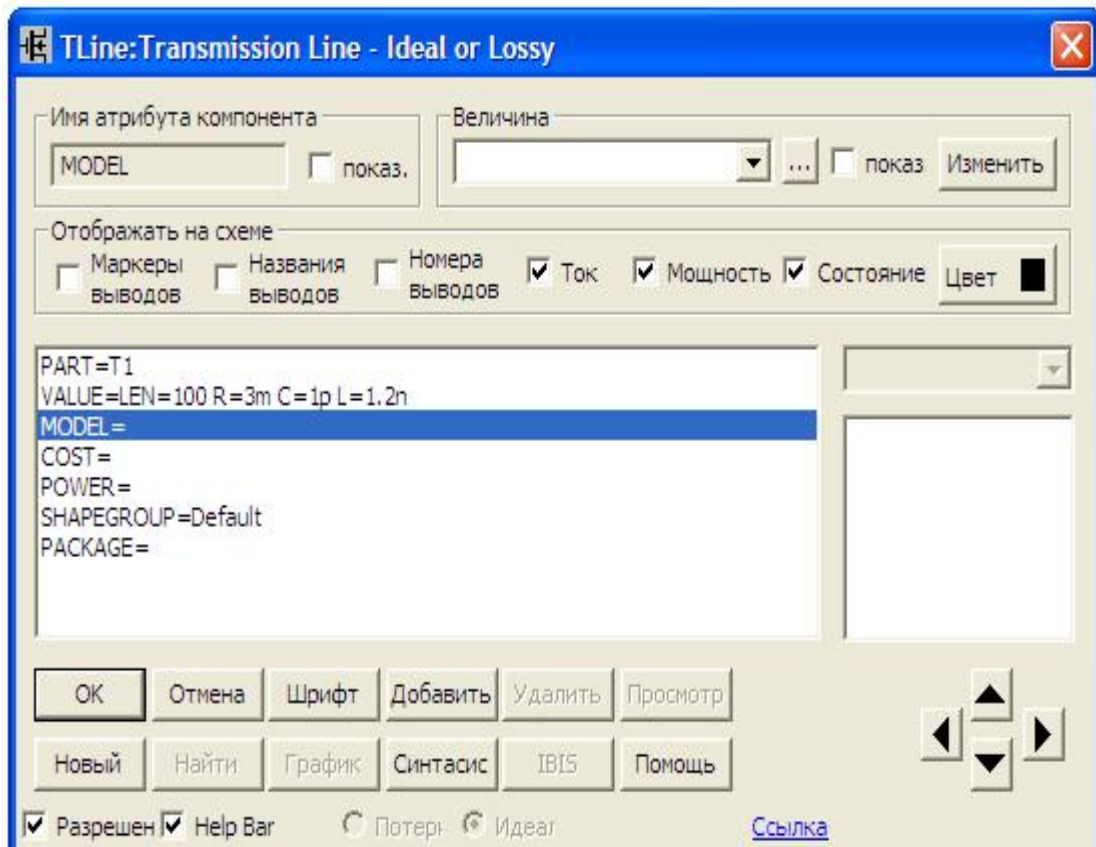 TLine:Transmission Line - Ideal or Lossy
Имя атрибута компонента
Величина
MODEL
показ.
...
показ
Изменить
Отображать на схеме
Маркеры выводов
Названия выводов
Номера выводов
Ток
Мощность
Состояние
Цвет
PART=T1
VALUE=LEN=100 R=3m C=1p L=1.2n
MODEL=
COST=
POWER=
SHAPEGROUP=Default
PACKAGE=
OK
Отмена
Шрифт
Добавить
Удалить
Просмотр
Новый
Найти
График
Синтасис
IBIS
Помощь
Разрешен
Help Bar
Потери
Идеал
Ссылка